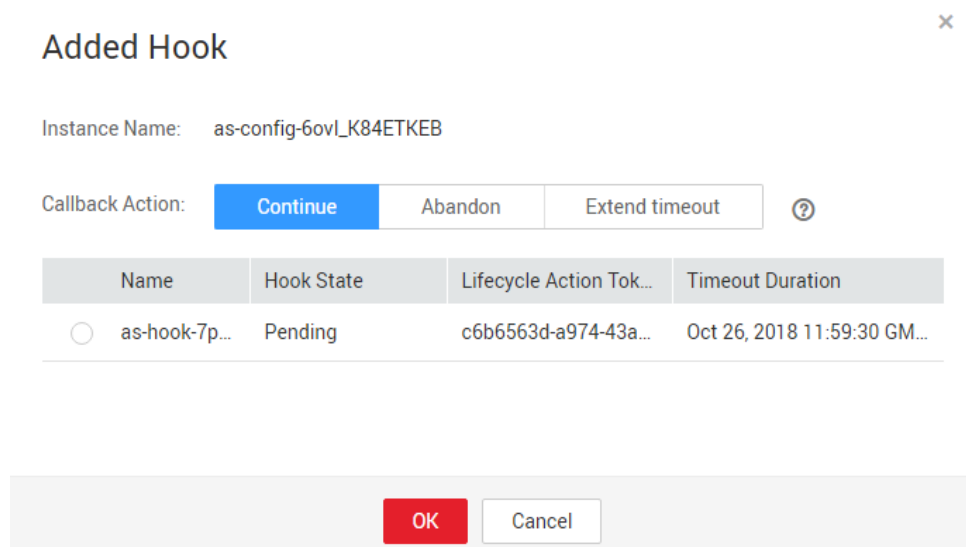 Added Hook
×
Instance Name: as-config-6ovl_K84ETKEB
Callback Action: Continue Abandon Extend timeout ?
Name Hook State Lifecycle Action Tok... Timeout Duration
as-hook-7p... Pending c6b6563d-a974-43a... Oct 26, 2018 11:59:30 GM...
OK Cancel